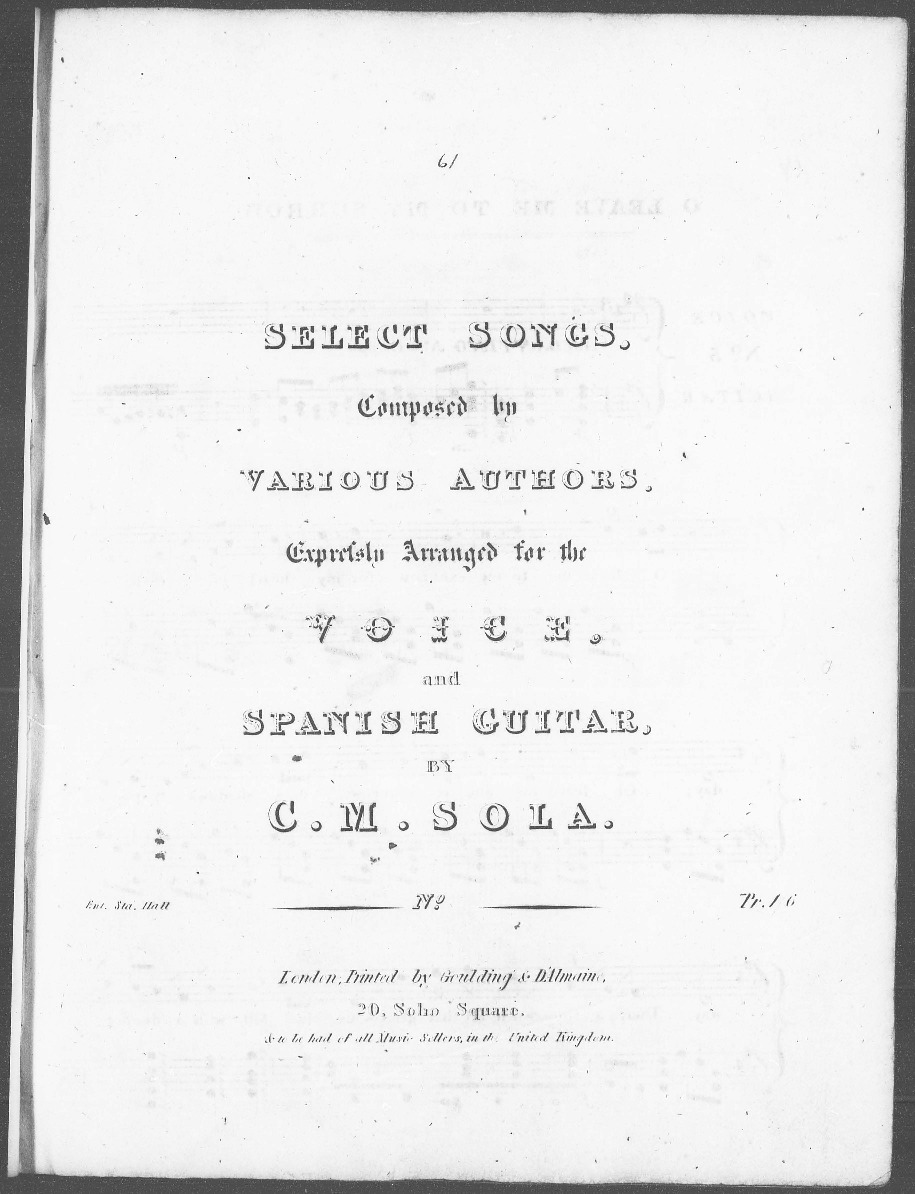 61
SELECT SONGS,
Composed by
VARIOUS AUTHORS,
Expreſsly Arranged for the
VOICE,
and
SPANISH GUITAR,
BY
C. M. SOLA.
Ent. Sta. Hall Nº Pr. 1 6
London, Printed by Goulding & D'Almaine,
20, Soho Square,
& to be had of all Music Sellers, in the United Kingdom.